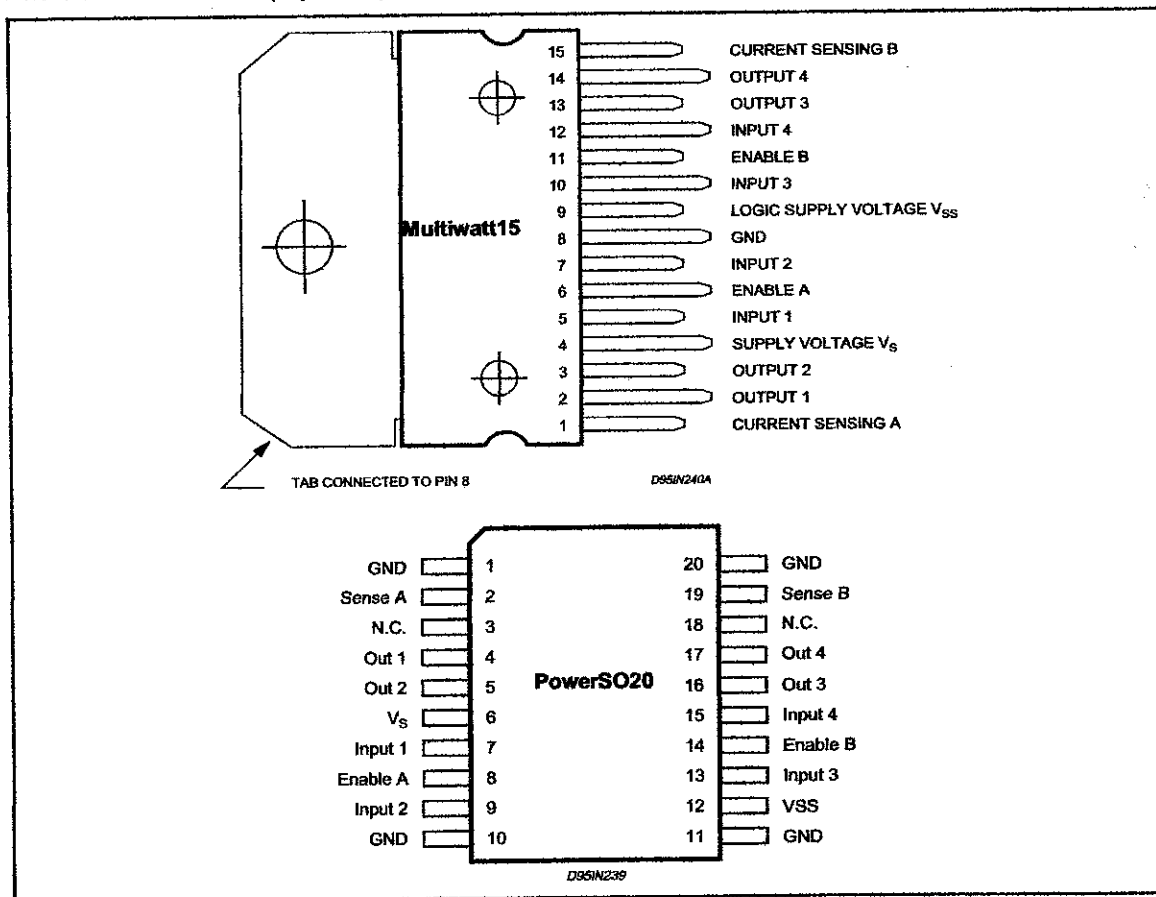 15 CURRENT SENSING B
14 OUTPUT 4
13 OUTPUT 3
12 INPUT 4
11 ENABLE B
10 INPUT 3
9 LOGIC SUPPLY VOLTAGE VSS
Multiwatt15
8 GND
7 INPUT 2
6 ENABLE A
5 INPUT 1
4 SUPPLY VOLTAGE VS
3 OUTPUT 2
2 OUTPUT 1
1 CURRENT SENSING A
TAB CONNECTED TO PIN 8
D95IN240A
GND 1 20 GND
Sense A 2 19 Sense B
N.C. 3 18 N.C.
Out 1 4 17 Out 4
Out 2 5 PowerSO20 16 Out 3
VS 6 15 Input 4
Input 1 7 14 Enable B
Enable A 8 13 Input 3
Input 2 9 12 VSS
GND 10 11 GND
D95IN239